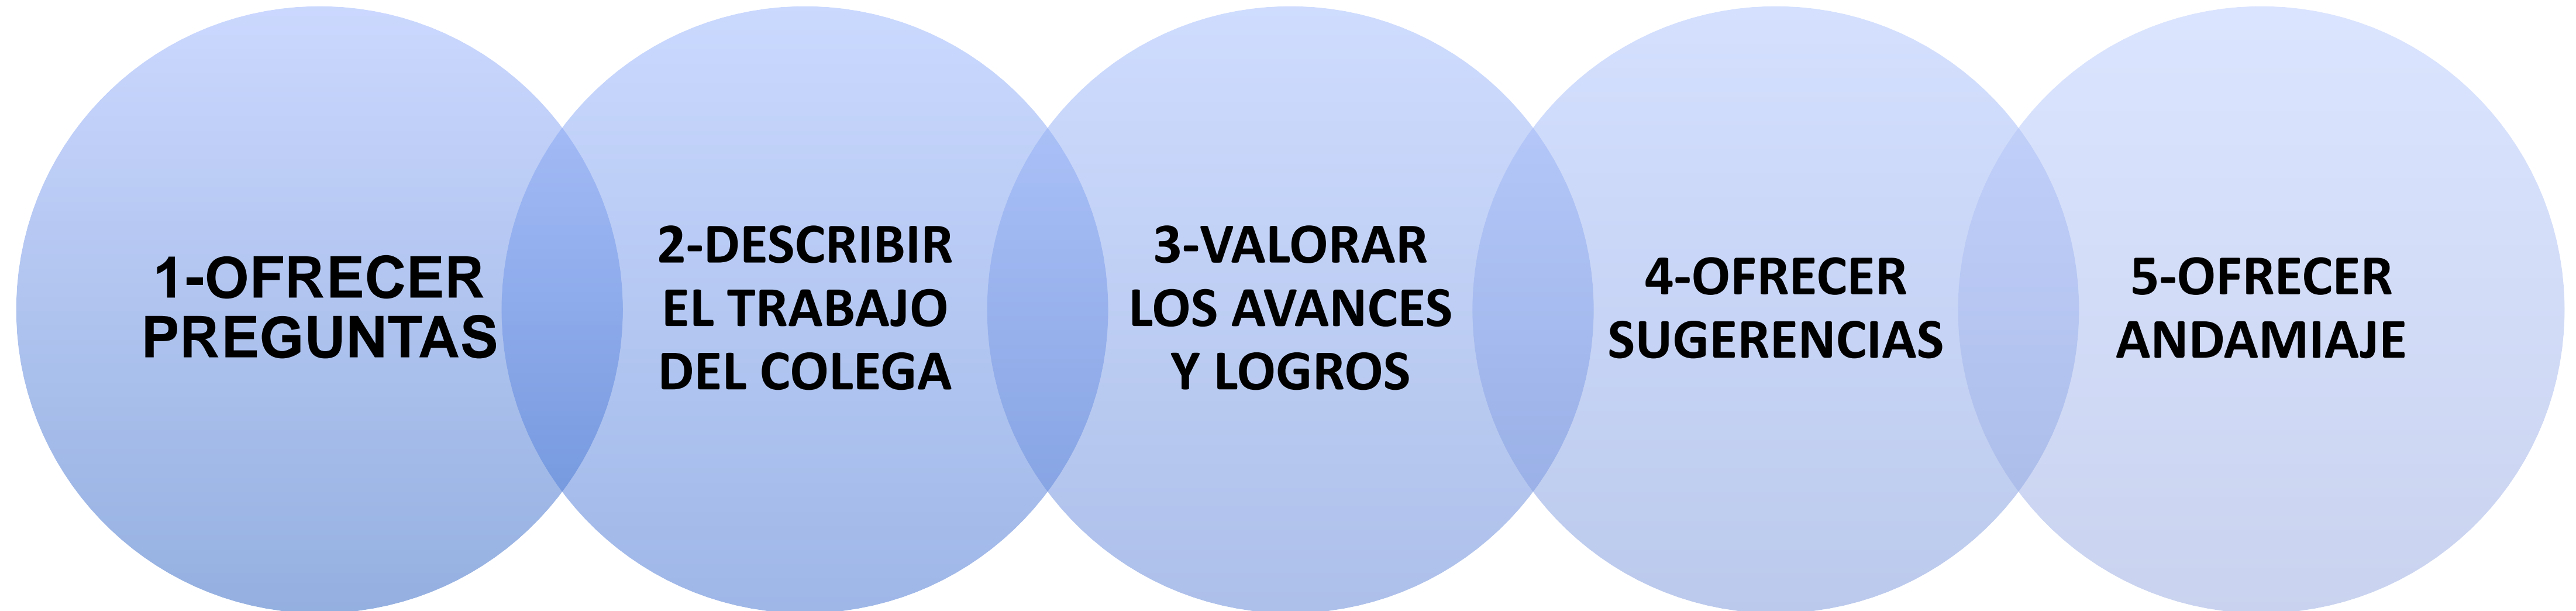 1-OFRECER
PREGUNTAS
2-DESCRIBIR
EL TRABAJO
DEL COLEGA
3-VALORAR
LOS AVANCES
Y LOGROS
4-OFRECER
SUGERENCIAS
5-OFRECER
ANDAMIAJE